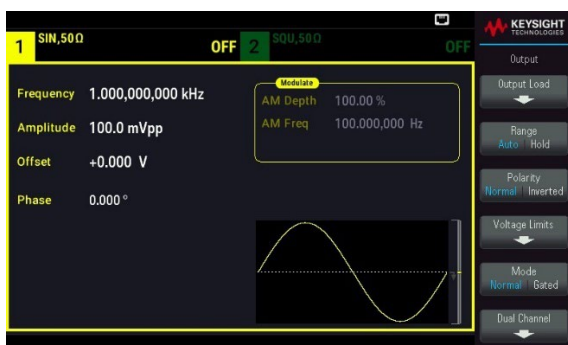 1 SIN,50Ω OFF 2 SQU,50Ω OFF
KEYSIGHT
TECHNOLOGIES
Output
Frequency 1.000,000,000 kHz
Amplitude 100.0 mVpp
Offset +0.000 V
Phase 0.000 °
Modulate
AM Depth 100.00 %
AM Freq 100.000,000 Hz
Output Load
Range
Auto Hold
Polarity
Normal Inverted
Voltage Limits
Mode
Normal Gated
Dual Channel